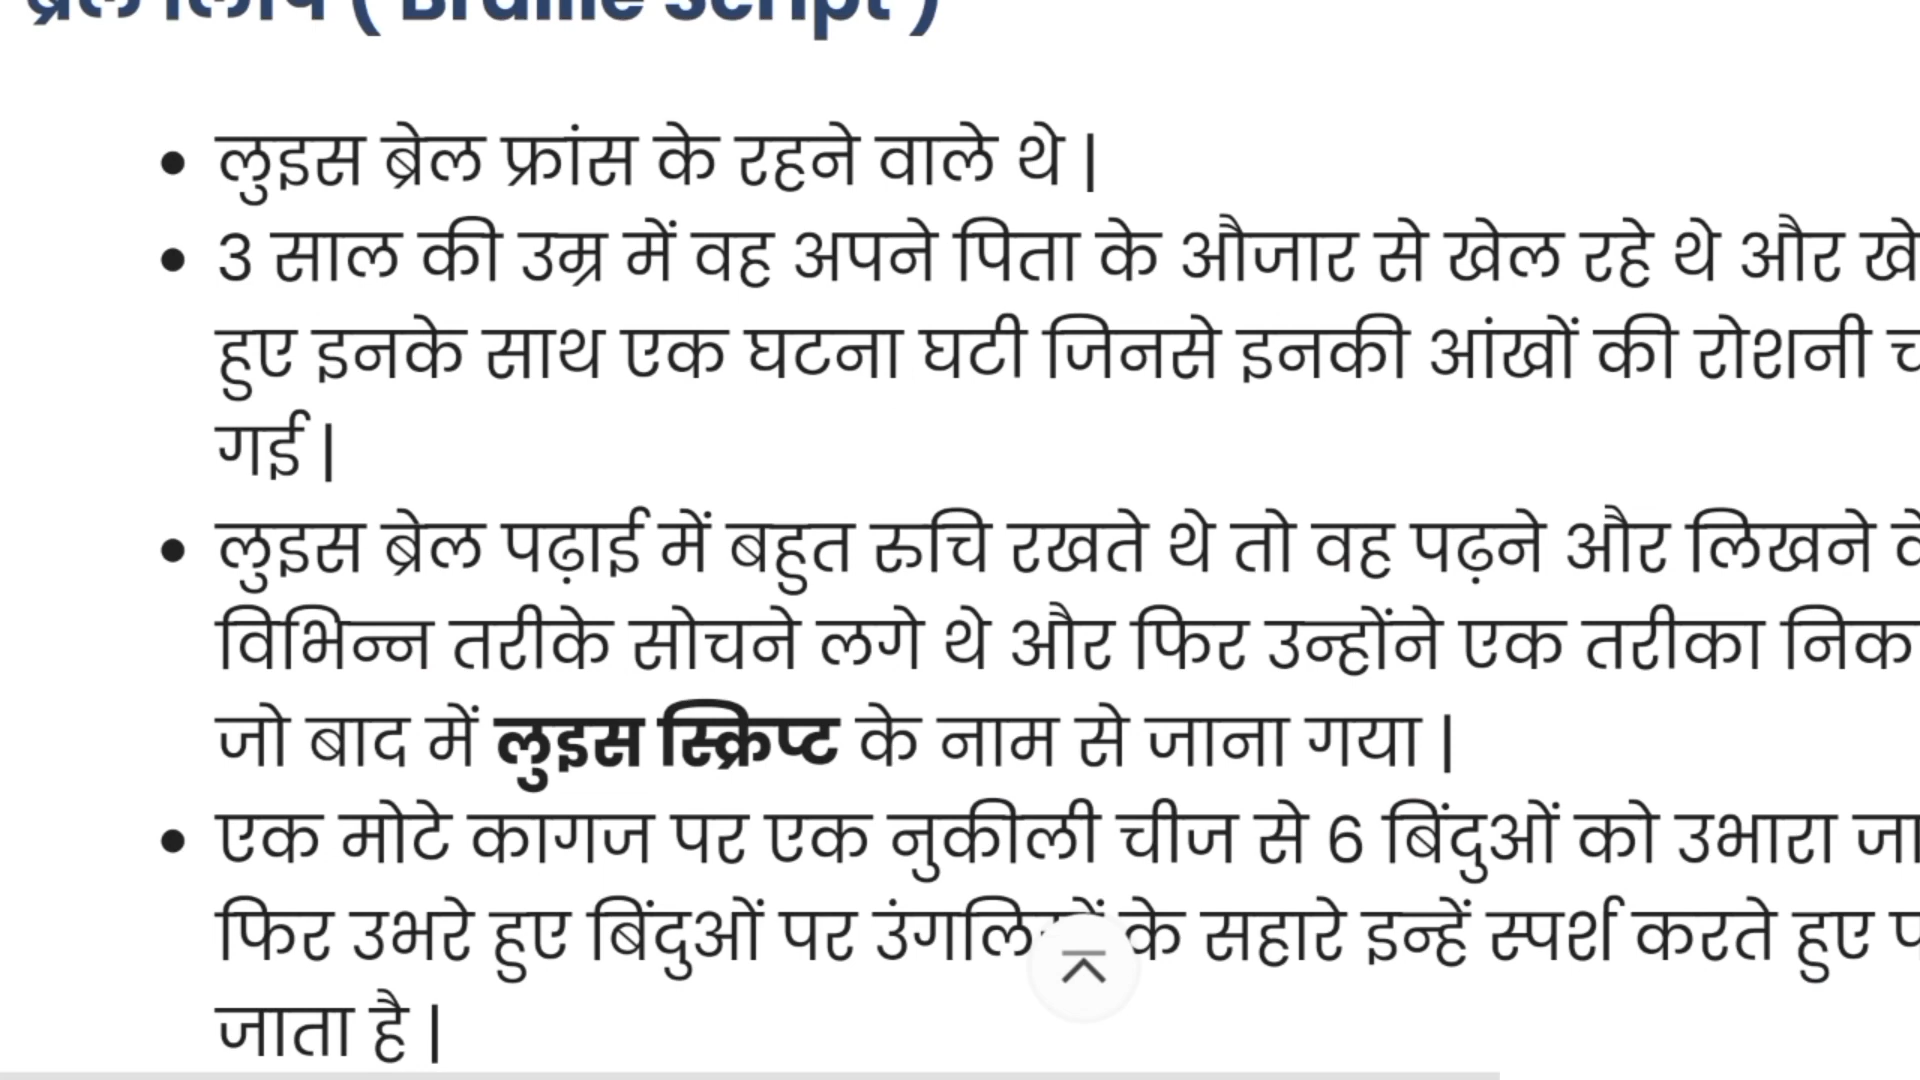 ब्रेल लिपि ( Braille Script )
लुइस ब्रेल फ्रांस के रहने वाले थे |
3 साल की उम्र में वह अपने पिता के औजार से खेल रहे थे और
हुए इनके साथ एक घटना घटी जिनसे इनकी आंखों की रोशनी
गई |
लुइस ब्रेल पढ़ाई में बहुत रुचि रखते थे तो वह पढ़ने और लिखने
विभिन्न तरीके सोचने लगे थे और फिर उन्होंने एक तरीका
जो बाद में लुइस स्क्रिप्ट के नाम से जाना गया |
एक मोटे कागज पर एक नुकीली चीज से 6 बिंदुओं को उभारा
फिर उभरे हुए बिंदुओं पर के सहारे इन्हें स्पर्श करते हुए
जाता है |